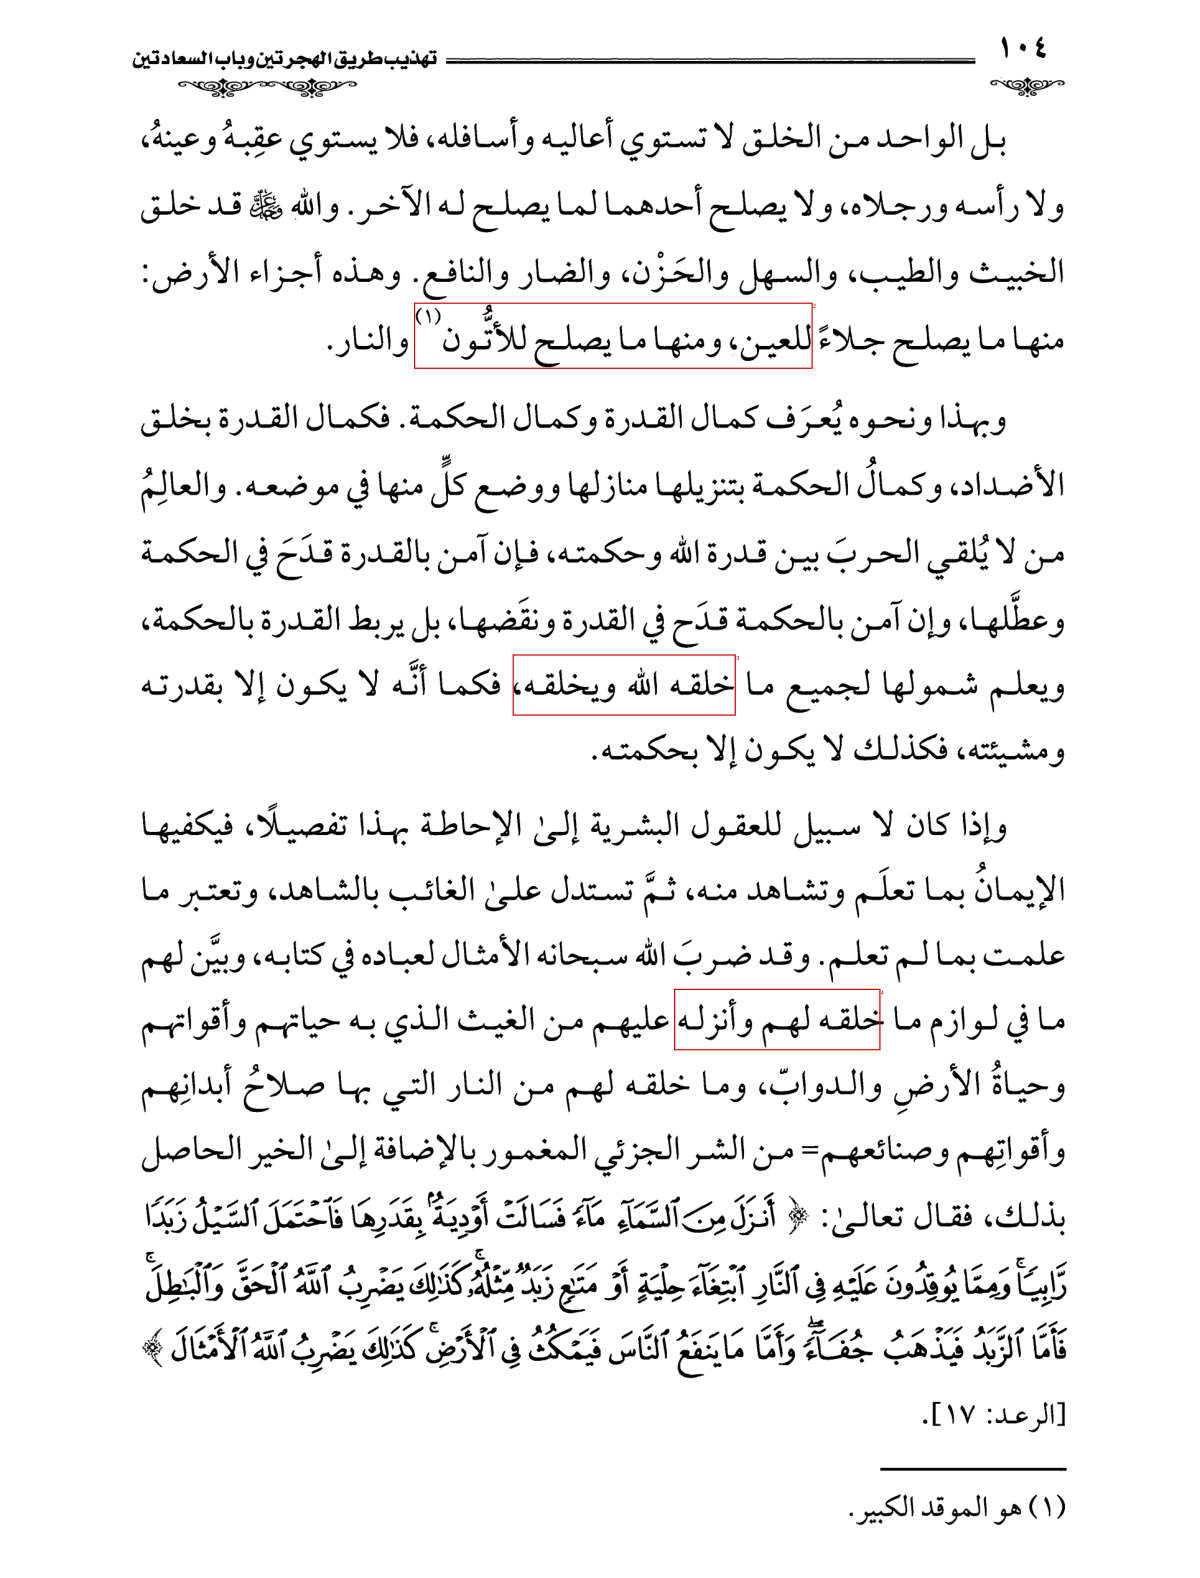 ١٠٤ تهذيب طريق الهجرتين وباب السعادتين
بل الواحد من الخلق لا تستوي أعاليه وأسافله، فلا يستوي عقِبهُ وعينهُ،
ولا رأسه ورجلاه، ولا يصلح أحدهما لما يصلح له الآخر. والله ﷿ قد خلق
الخبيث والطيب، والسهل والحَزْن، والضار والنافع. وهذه أجزاء الأرض:
منها ما يصلح جلاءً للعين، ومنها ما يصلح للأتُّون(١) والنار.
وبهذا ونحوه يُعرَف كمال القدرة وكمال الحكمة. فكمال القدرة بخلق
الأضداد، وكمالُ الحكمة بتنزيلها منازلها ووضع كلٍّ منها في موضعه. والعالِمُ
من لا يُلقي الحربَ بين قدرة الله وحكمته، فإن آمن بالقدرة قدَحَ في الحكمة
وعطَّلها، وإن آمن بالحكمة قدَح في القدرة ونقَضها، بل يربط القدرة بالحكمة،
ويعلم شمولها لجميع ما خلقه الله ويخلقه، فكما أنَّه لا يكون إلا بقدرته
ومشيئته، فكذلك لا يكون إلا بحكمته.
وإذا كان لا سبيل للعقول البشرية إلىٰ الإحاطة بهذا تفصيلًا، فيكفيها
الإيمانُ بما تعلَم وتشاهد منه، ثمَّ تستدل علىٰ الغائب بالشاهد، وتعتبر ما
علمت بما لم تعلم. وقد ضربَ الله سبحانه الأمثال لعباده في كتابه، وبيَّن لهم
ما في لوازم ما خلقه لهم وأنزله عليهم من الغيث الذي به حياتهم وأقواتهم
وحياةُ الأرضِ والدوابّ، وما خلقه لهم من النار التي بها صلاحُ أبدانِهم
وأقواتِهم وصنائعهم= من الشر الجزئي المغمور بالإضافة إلىٰ الخير الحاصل
بذلك، فقال تعالىٰ: ﴿ أَنزَلَ مِنَ ٱلسَّمَآءِ مَآءً فَسَالَتۡ أَوۡدِيَةُۢ بِقَدَرِهَا فَٱحۡتَمَلَ ٱلسَّيۡلُ زَبَدٗا
رَّابِيٗاۚ وَمِمَّا يُوقِدُونَ عَلَيۡهِ فِي ٱلنَّارِ ٱبۡتِغَآءَ حِلۡيَةٍ أَوۡ مَتَٰعٖ زَبَدٞ مِّثۡلُهُۥۚ كَذَٰلِكَ يَضۡرِبُ ٱللَّهُ ٱلۡحَقَّ وَٱلۡبَٰطِلَۚ
فَأَمَّا ٱلزَّبَدُ فَيَذۡهَبُ جُفَآءٗۖ وَأَمَّا مَا يَنفَعُ ٱلنَّاسَ فَيَمۡكُثُ فِي ٱلۡأَرۡضِۚ كَذَٰلِكَ يَضۡرِبُ ٱللَّهُ ٱلۡأَمۡثَالَ ﴾
[الرعد: ١٧].
(١) هو الموقد الكبير.